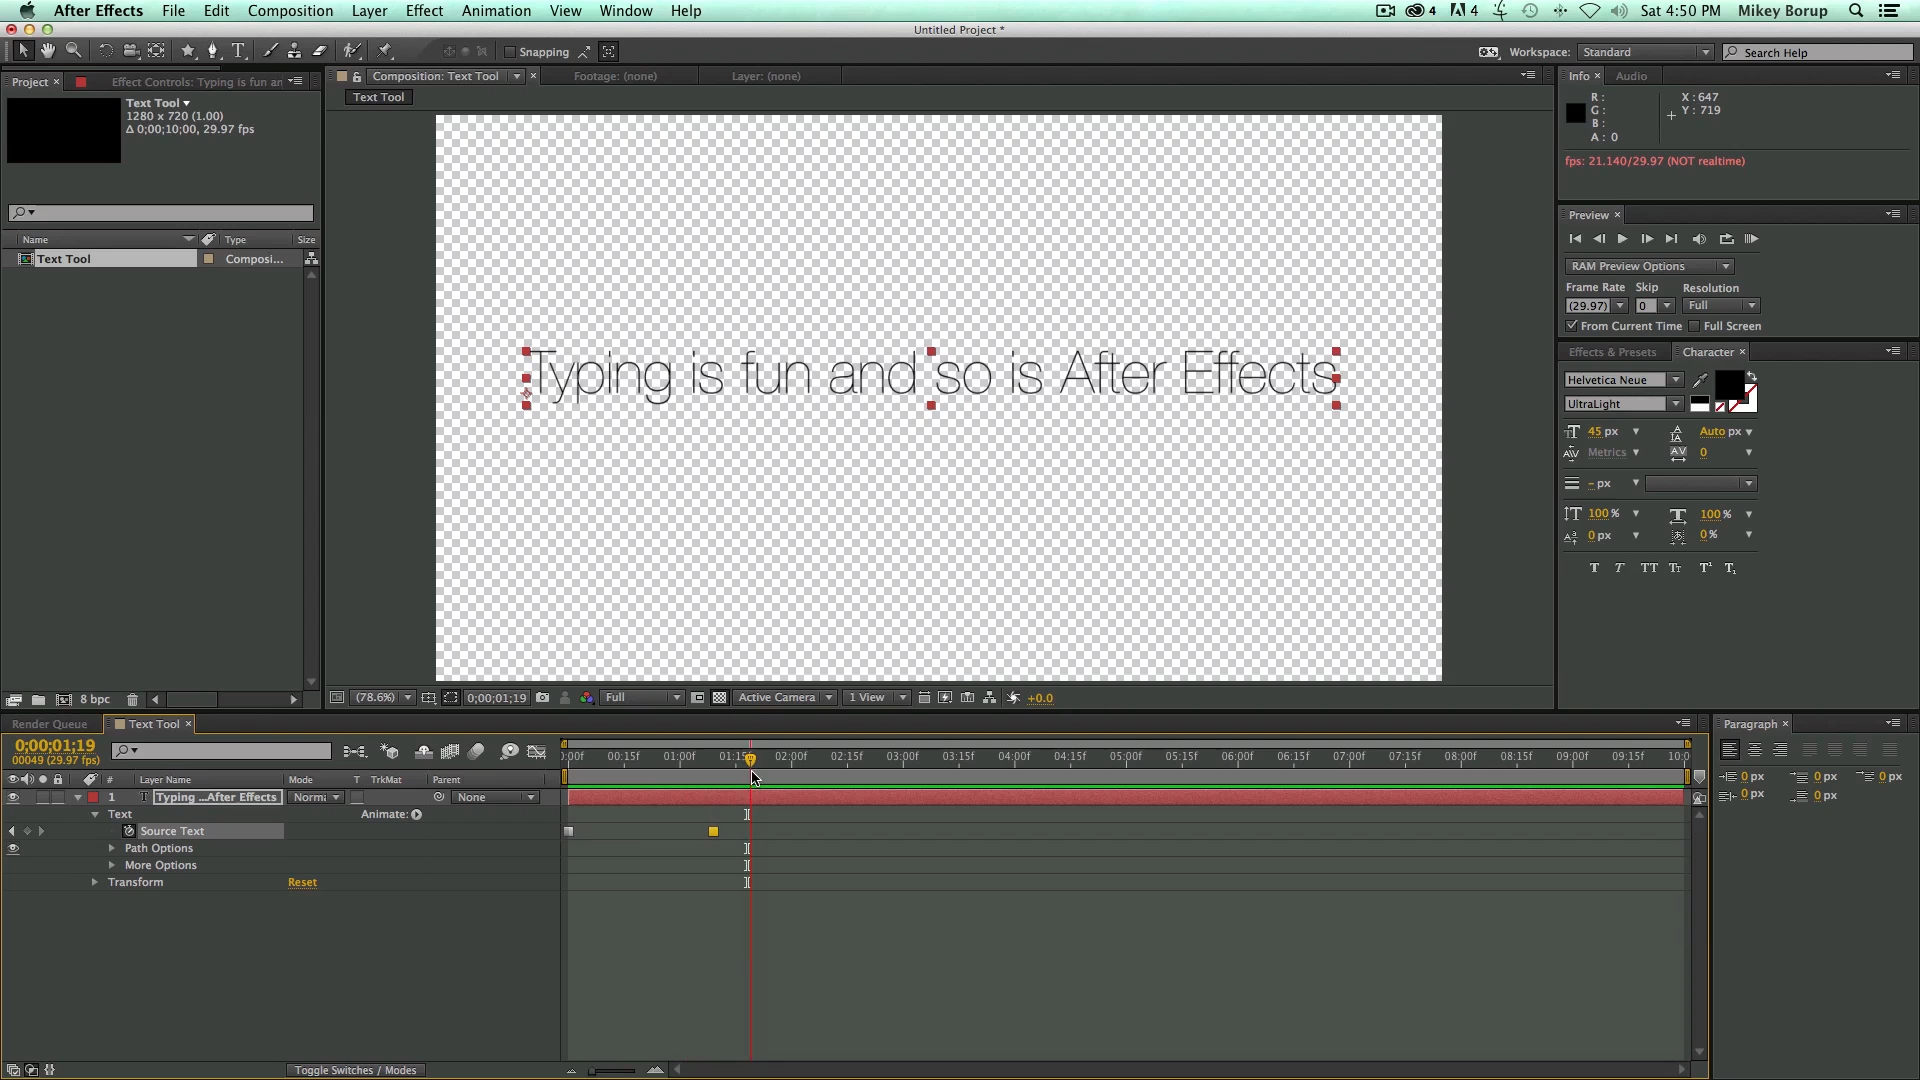 After Effects File Edit Composition Layer Effect Animation View Window Help 4 4 Sat 4:50 PM Mikey Borup
Untitled Project *
Snapping Workspace: Standard Search Help
Project × Effect Controls: Typing is fun ar
Composition: Text Tool × Footage: (none) Layer: (none)
Info × Audio
Text Tool
1280 x 720 (1.00)
Δ 0;00;10;00, 29.97 fps
Text Tool
R :
G :
B :
A : 0
X : 647
Y : 719
fps: 21.140/29.97 (NOT realtime)
Name Type Size
Text Tool Composi...
Preview ×
RAM Preview Options
Frame Rate Skip Resolution
(29.97) 0 Full
From Current Time Full Screen
Typing is fun and so is After Effects
Effects & Presets Character ×
Helvetica Neue
UltraLight
45 px Auto px
Metrics 0
- px
100 % 100 %
0 px 0 %
T T TT Tt T¹ T₁
8 bpc
(78.6%) 0;00;01;19 Full Active Camera 1 View +0.0
Render Queue Text Tool ×
Paragraph ×
0;00;01;19
00049 (29.97 fps)
):00f 00:15f 01:00f 01:15f 02:00f 02:15f 03:00f 03:15f 04:00f 04:15f 05:00f 05:15f 06:00f 06:15f 07:00f 07:15f 08:00f 08:15f 09:00f 09:15f 10:0
# Layer Name Mode T TrkMat Parent
1 T Typing ...After Effects Norma None
Text Animate:
Source Text
Path Options
More Options
Transform Reset
0 px 0 px 0 px
0 px 0 px
Toggle Switches / Modes